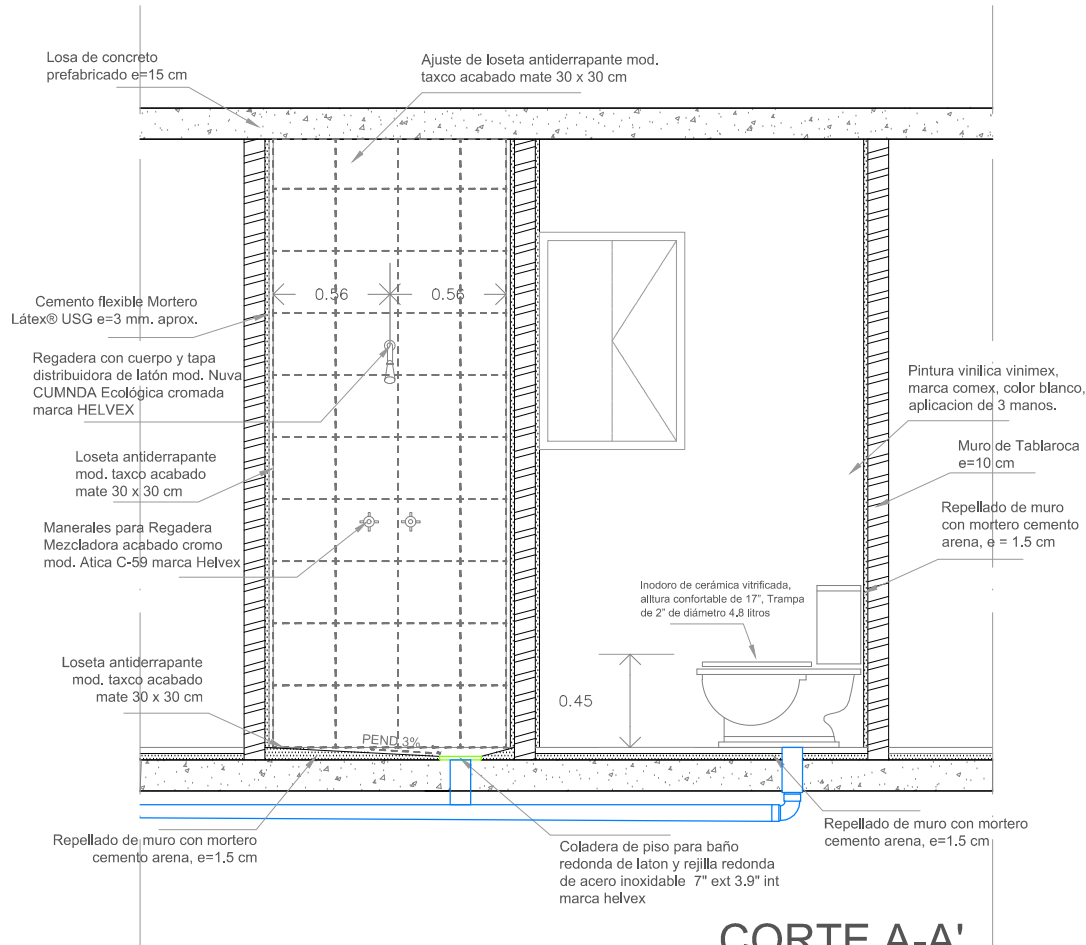 Losa de concreto
prefabricado e=15 cm
Ajuste de loseta antiderrapante mod.
taxco acabado mate 30 x 30 cm
0.56
0.56
Cemento flexible Mortero
Látex® USG e=3 mm. aprox.
Regadera con cuerpo y tapa
distribuidora de latón mod. Nuva
CUMNDA Ecológica cromada
marca HELVEX
Pintura vinilica vinimex,
marca comex, color blanco,
aplicacion de 3 manos.
Muro de Tablaroca
e=10 cm
Loseta antiderrapante
mod. taxco acabado
mate 30 x 30 cm
Repellado de muro
con mortero cemento
arena, e = 1.5 cm
Manerales para Regadera
Mezcladora acabado cromo
mod. Atica C-59 marca Helvex
Inodoro de cerámica vitrificada,
alltura confortable de 17", Trampa
de 2" de diámetro 4.8 litros
Loseta antiderrapante
mod. taxco acabado
mate 30 x 30 cm
0.45
PEND.3%
Repellado de muro con mortero
cemento arena, e=1.5 cm
Coladera de piso para baño
redonda de laton y rejilla redonda
de acero inoxidable 7" ext 3.9" int
marca helvex
Repellado de muro con mortero
cemento arena, e=1.5 cm
CORTE A-A'